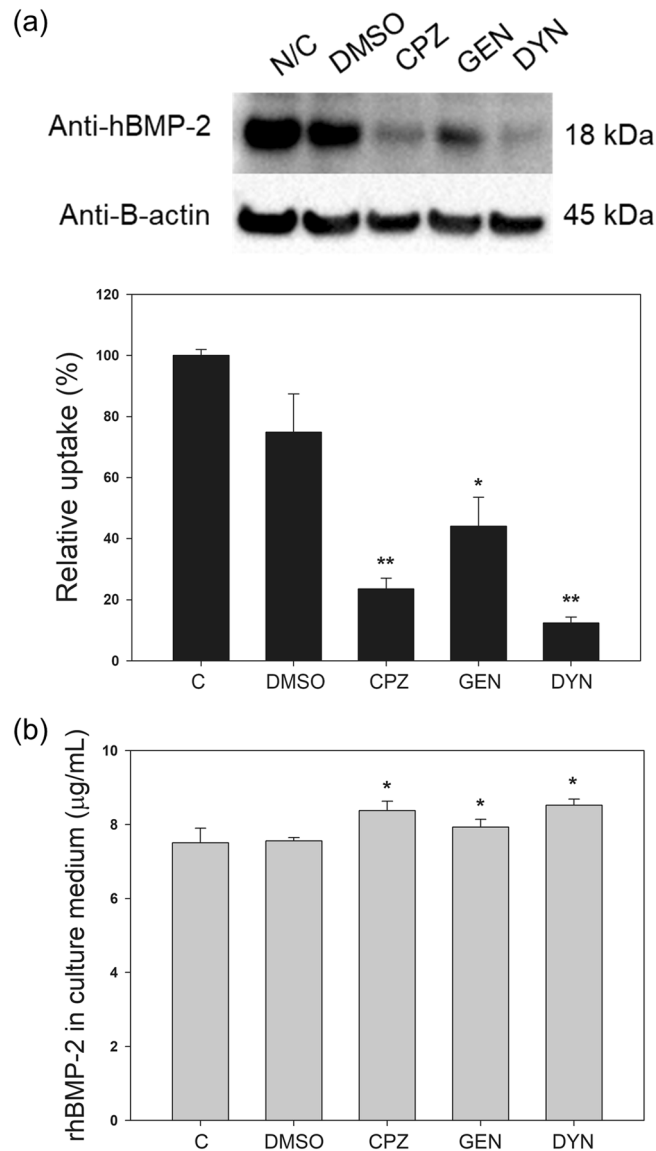 (a)
N/C DMSO CPZ GEN DYN
Anti-hBMP-2 18 kDa
Anti-B-actin 45 kDa
120
100
80
60
40
20
0
Relative uptake (%)
** * **
C DMSO CPZ GEN DYN
(b)
10
8
6
4
2
0
rhBMP-2 in culture medium (μg/mL)
* * *
C DMSO CPZ GEN DYN